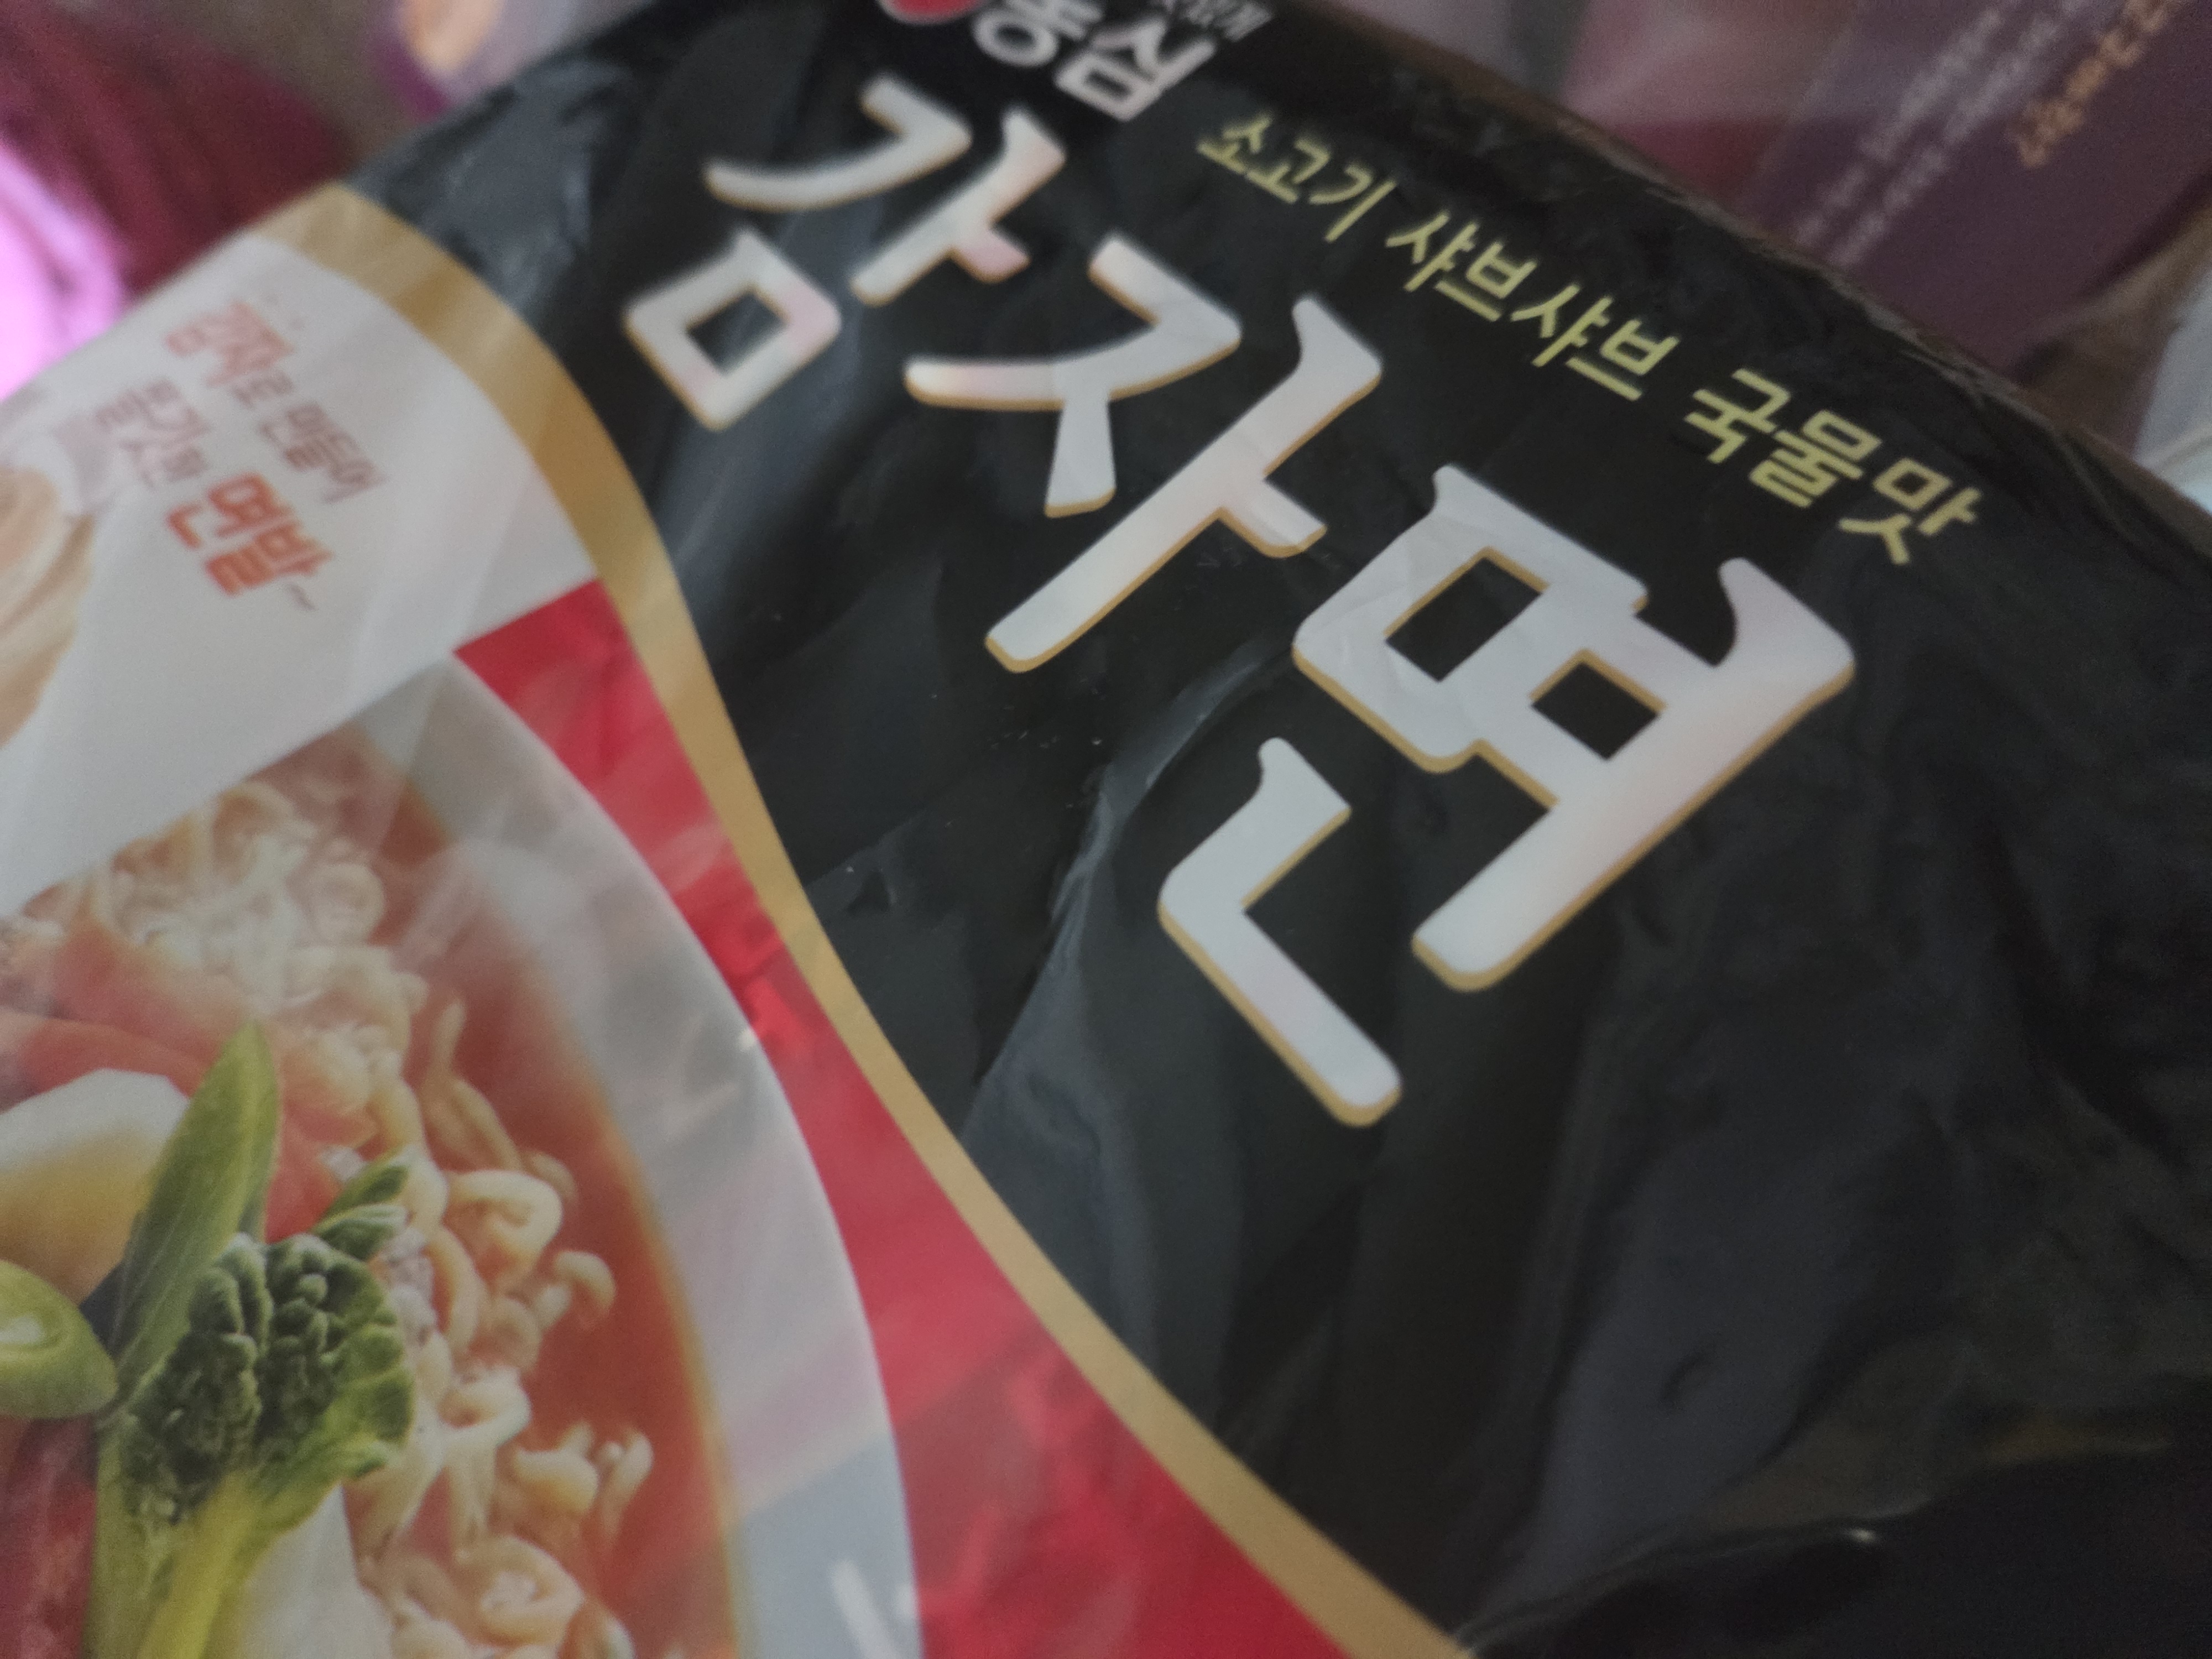 농심
소고기 샤브샤브 국물맛
감자면
감자로 만들어
쫄깃한 면발~